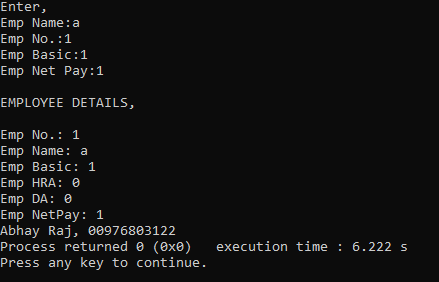 Enter,
Emp Name:a
Emp No.:1
Emp Basic:1
Emp Net Pay:1
EMPLOYEE DETAILS,
Emp No.: 1
Emp Name: a
Emp Basic: 1
Emp HRA: 0
Emp DA: 0
Emp NetPay: 1
Abhay Raj, 00976803122
Process returned 0 (0x0)   execution time : 6.222 s
Press any key to continue.